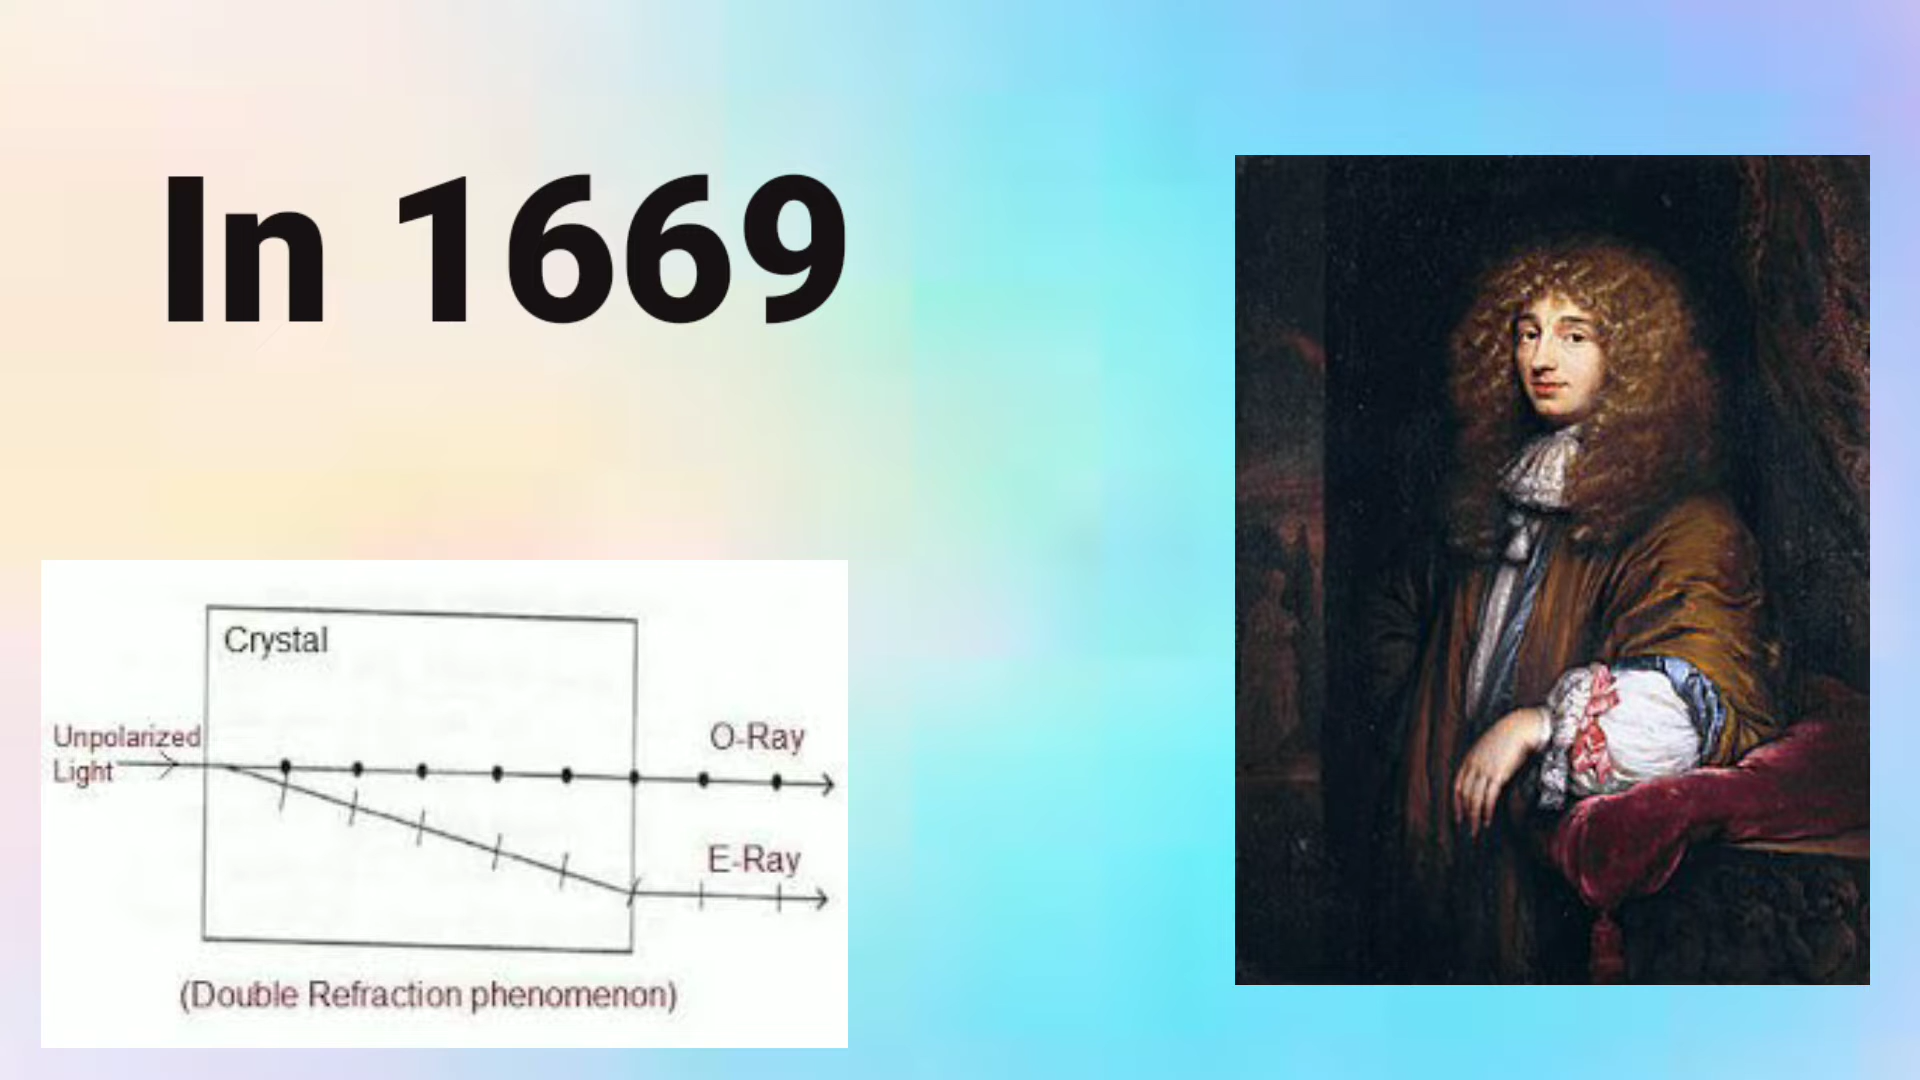 In 1669
Crystal
Unpolarized
Light
O-Ray
E-Ray
(Double Refraction phenomenon)